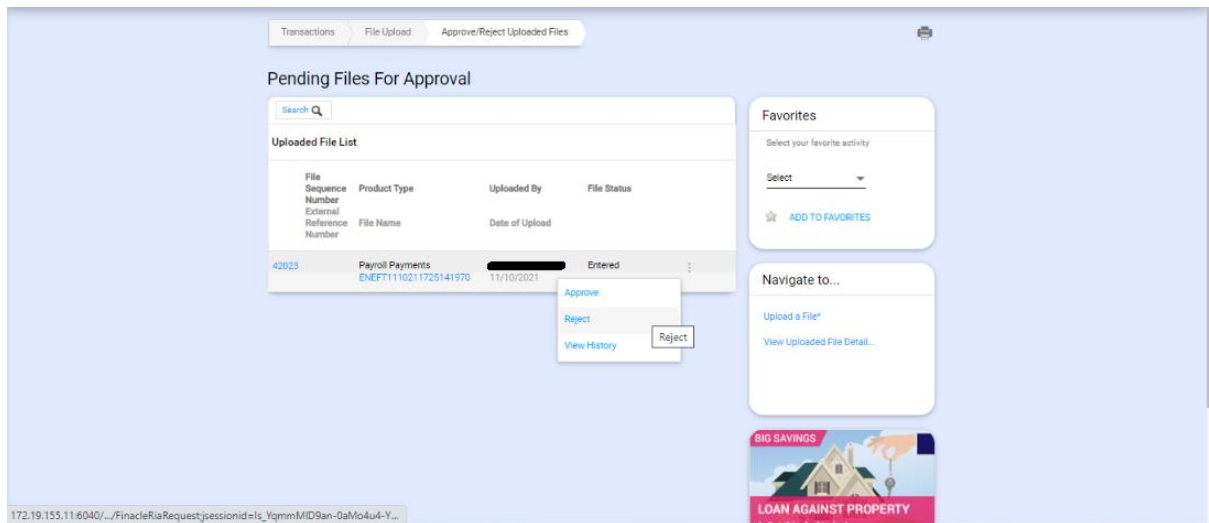 Transactions File Upload Approve/Reject Uploaded Files
Pending Files For Approval
Search
Uploaded File List
File
Sequence Product Type Uploaded By File Status
Number
External
Reference File Name Date of Upload
Number
42023 Payroll Payments Entered
ENEFT1110211725141970 11/10/2021
Approve
Reject
Reject
View History
Favorites
Select your favorite activity
Select
ADD TO FAVORITES
Navigate to...
Upload a File*
View Uploaded File Detail...
BIG SAVINGS
LOAN AGAINST PROPERTY
172.19.155.11:6040/.../FinacleRiaRequest;jsessionid=ls_YqmmMlD9an-0aMo4u4-Y...